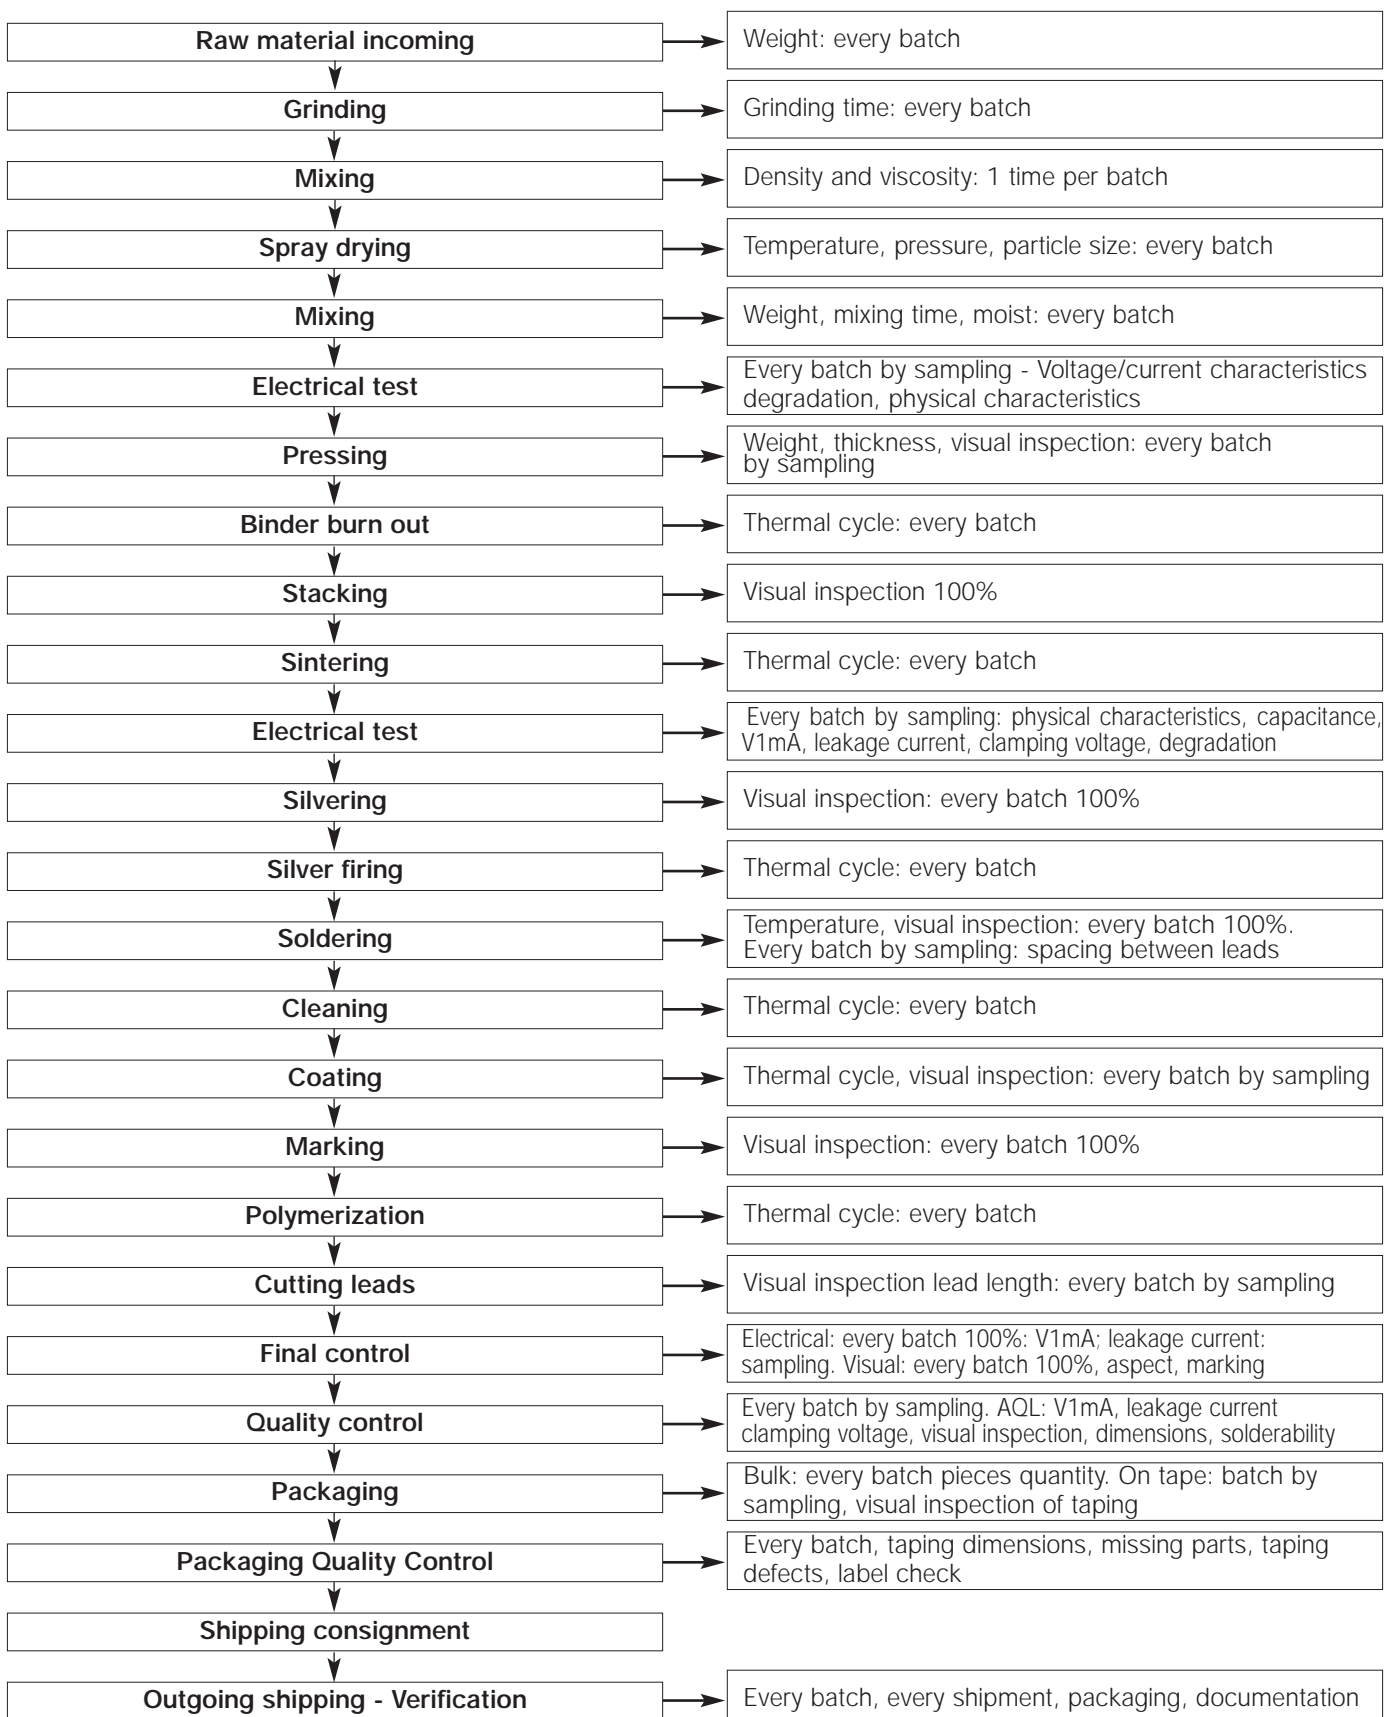 Raw material incoming
Weight: every batch
Grinding
Grinding time: every batch
Mixing
Density and viscosity: 1 time per batch
Spray drying
Temperature, pressure, particle size: every batch
Mixing
Weight, mixing time, moist: every batch
Electrical test
Every batch by sampling - Voltage/current characteristics
degradation, physical characteristics
Pressing
Weight, thickness, visual inspection: every batch
by sampling
Binder burn out
Thermal cycle: every batch
Stacking
Visual inspection 100%
Sintering
Thermal cycle: every batch
Electrical test
Every batch by sampling: physical characteristics, capacitance,
V1mA, leakage current, clamping voltage, degradation
Silvering
Visual inspection: every batch 100%
Silver firing
Thermal cycle: every batch
Soldering
Temperature, visual inspection: every batch 100%.
Every batch by sampling: spacing between leads
Cleaning
Thermal cycle: every batch
Coating
Thermal cycle, visual inspection: every batch by sampling
Marking
Visual inspection: every batch 100%
Polymerization
Thermal cycle: every batch
Cutting leads
Visual inspection lead length: every batch by sampling
Final control
Electrical: every batch 100%: V1mA; leakage current:
sampling. Visual: every batch 100%, aspect, marking
Quality control
Every batch by sampling. AQL: V1mA, leakage current
clamping voltage, visual inspection, dimensions, solderability
Packaging
Bulk: every batch pieces quantity. On tape: batch by
sampling, visual inspection of taping
Packaging Quality Control
Every batch, taping dimensions, missing parts, taping
defects, label check
Shipping consignment
Outgoing shipping - Verification
Every batch, every shipment, packaging, documentation